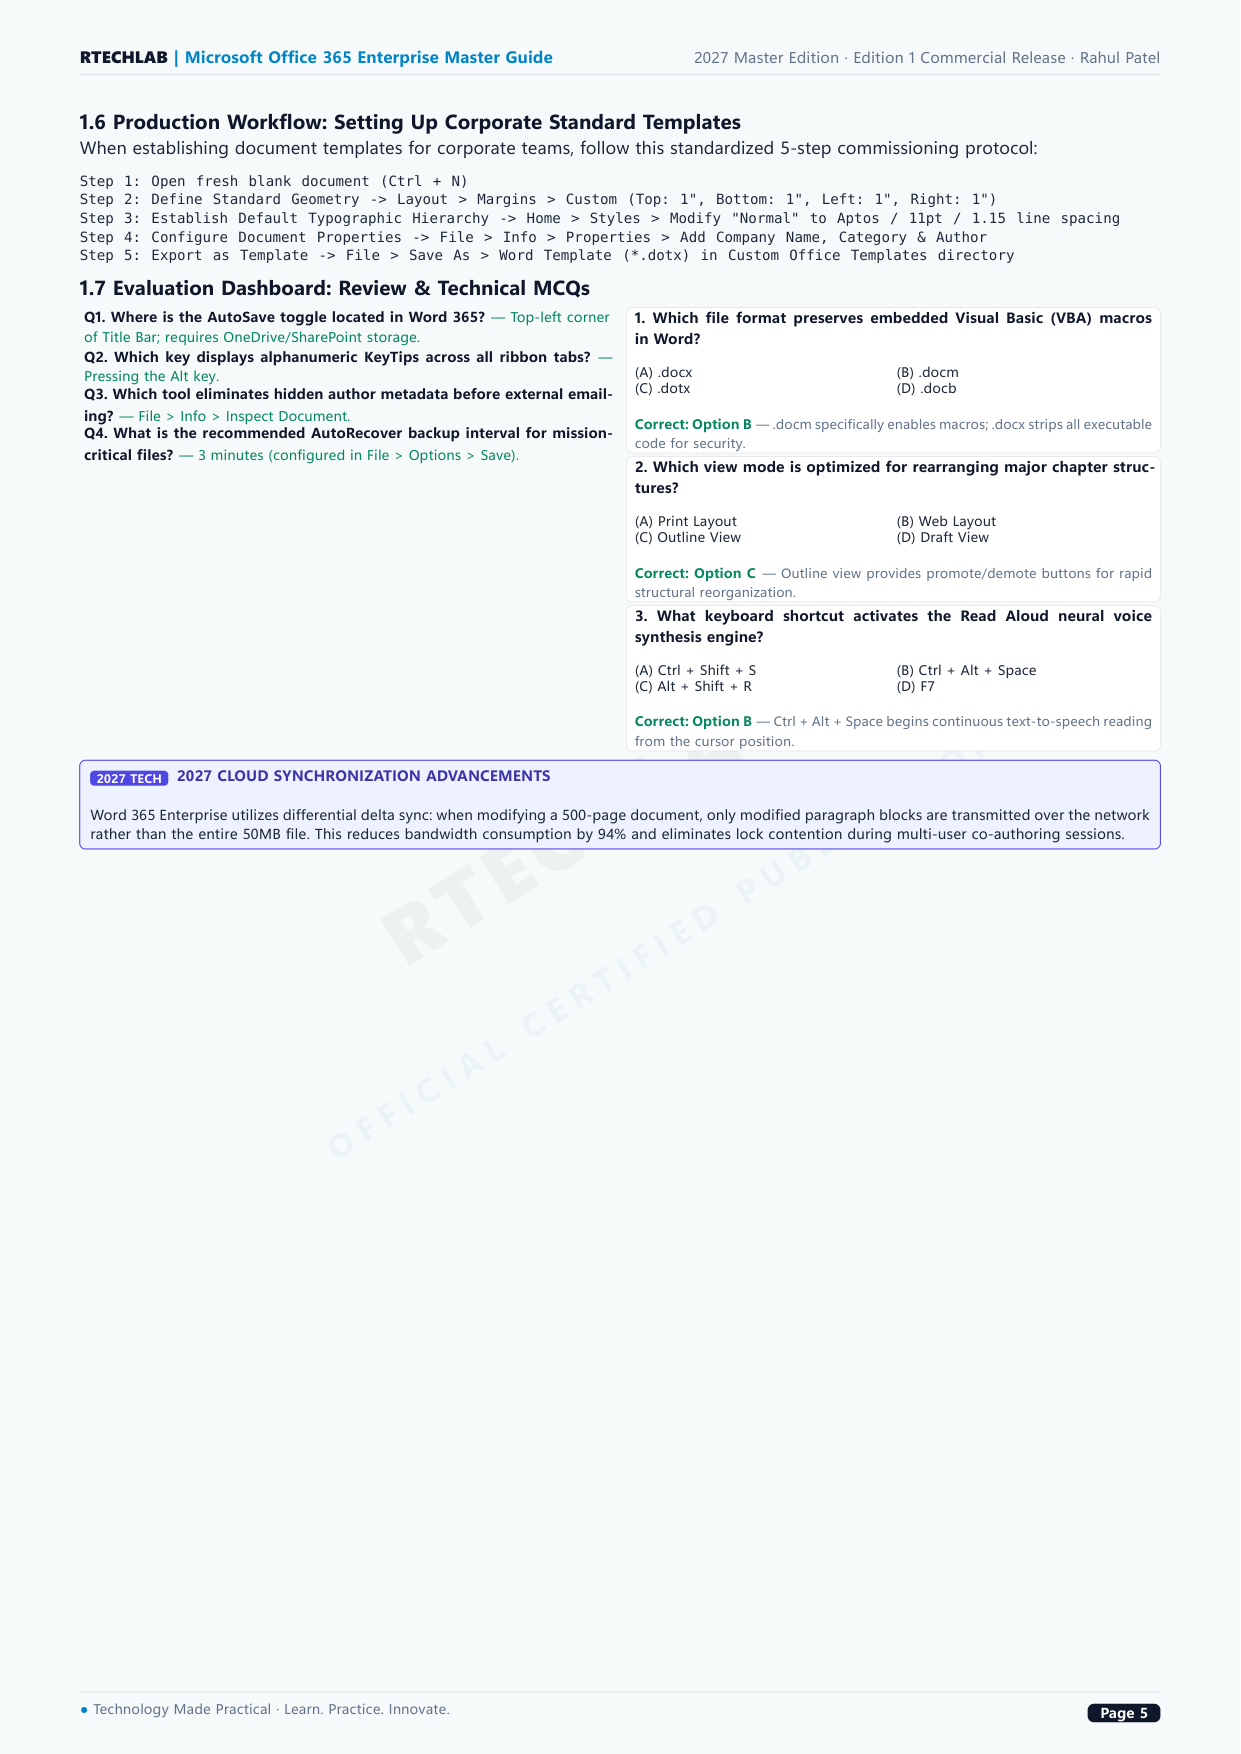 RTECHLAB | Microsoft Office 365 Enterprise Master Guide
2027 Master Edition · Edition 1 Commercial Release · Rahul Patel
1.6 Production Workflow: Setting Up Corporate Standard Templates
When establishing document templates for corporate teams, follow this standardized 5-step commissioning protocol:
Step 1: Open fresh blank document (Ctrl + N)
Step 2: Define Standard Geometry -> Layout > Margins > Custom (Top: 1", Bottom: 1", Left: 1", Right: 1")
Step 3: Establish Default Typographic Hierarchy -> Home > Styles > Modify "Normal" to Aptos / 11pt / 1.15 line spacing
Step 4: Configure Document Properties -> File > Info > Properties > Add Company Name, Category & Author
Step 5: Export as Template -> File > Save As > Word Template (*.dotx) in Custom Office Templates directory
1.7 Evaluation Dashboard: Review & Technical MCQs
Q1. Where is the AutoSave toggle located in Word 365? — Top-left corner
of Title Bar; requires OneDrive/SharePoint storage.
Q2. Which key displays alphanumeric KeyTips across all ribbon tabs? —
Pressing the Alt key.
Q3. Which tool eliminates hidden author metadata before external email-
ing? — File > Info > Inspect Document.
Q4. What is the recommended AutoRecover backup interval for mission-
critical files? — 3 minutes (configured in File > Options > Save).
1. Which file format preserves embedded Visual Basic (VBA) macros
in Word?
(A) .docx (B) .docm
(C) .dotx (D) .docb
Correct: Option B — .docm specifically enables macros; .docx strips all executable
code for security.
2. Which view mode is optimized for rearranging major chapter struc-
tures?
(A) Print Layout (B) Web Layout
(C) Outline View (D) Draft View
Correct: Option C — Outline view provides promote/demote buttons for rapid
structural reorganization.
3. What keyboard shortcut activates the Read Aloud neural voice
synthesis engine?
(A) Ctrl + Shift + S (B) Ctrl + Alt + Space
(C) Alt + Shift + R (D) F7
Correct: Option B — Ctrl + Alt + Space begins continuous text-to-speech reading
from the cursor position.
2027 TECH 2027 CLOUD SYNCHRONIZATION ADVANCEMENTS
Word 365 Enterprise utilizes differential delta sync: when modifying a 500-page document, only modified paragraph blocks are transmitted over the network
rather than the entire 50MB file. This reduces bandwidth consumption by 94% and eliminates lock contention during multi-user co-authoring sessions.
OFFICIAL CERTIFIED
• Technology Made Practical · Learn. Practice. Innovate.
Page 5